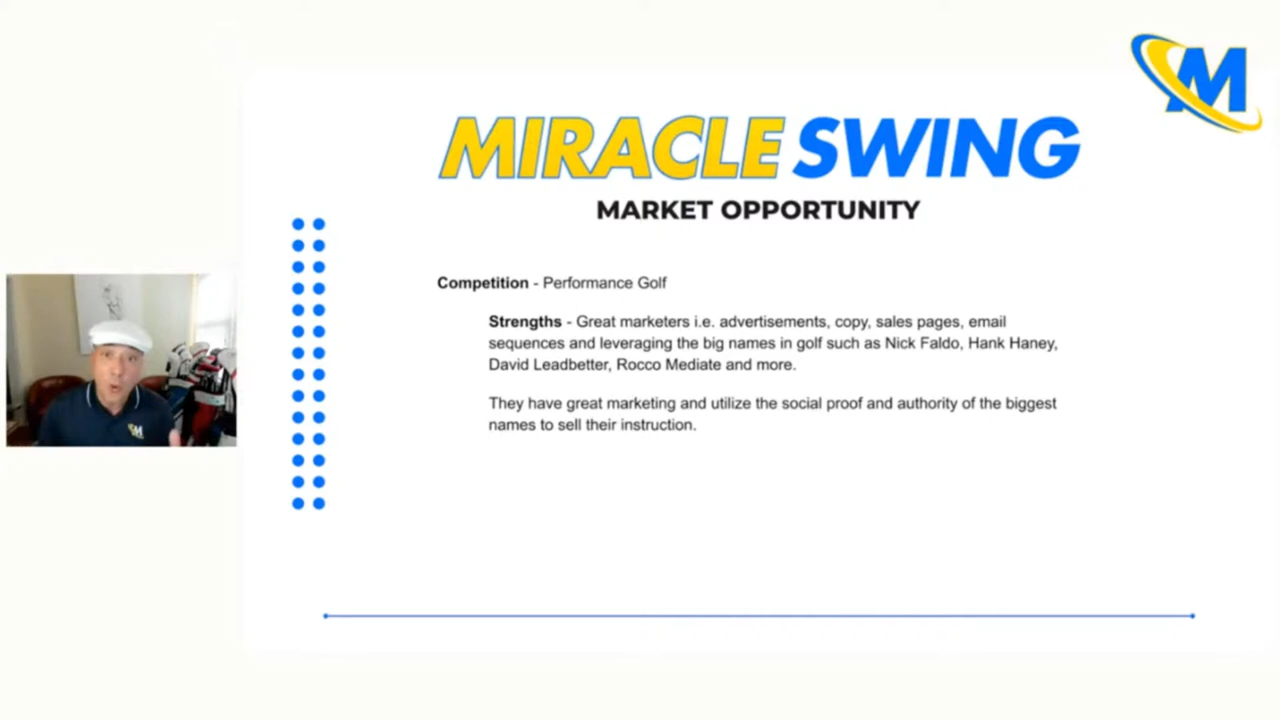 M
MIRACLE SWING
MARKET OPPORTUNITY
Competition - Performance Golf
Strengths - Great marketers i.e. advertisements, copy, sales pages, email
sequences and leveraging the big names in golf such as Nick Faldo, Hank Haney,
David Leadbetter, Rocco Mediate and more.
They have great marketing and utilize the social proof and authority of the biggest
names to sell their instruction.
M